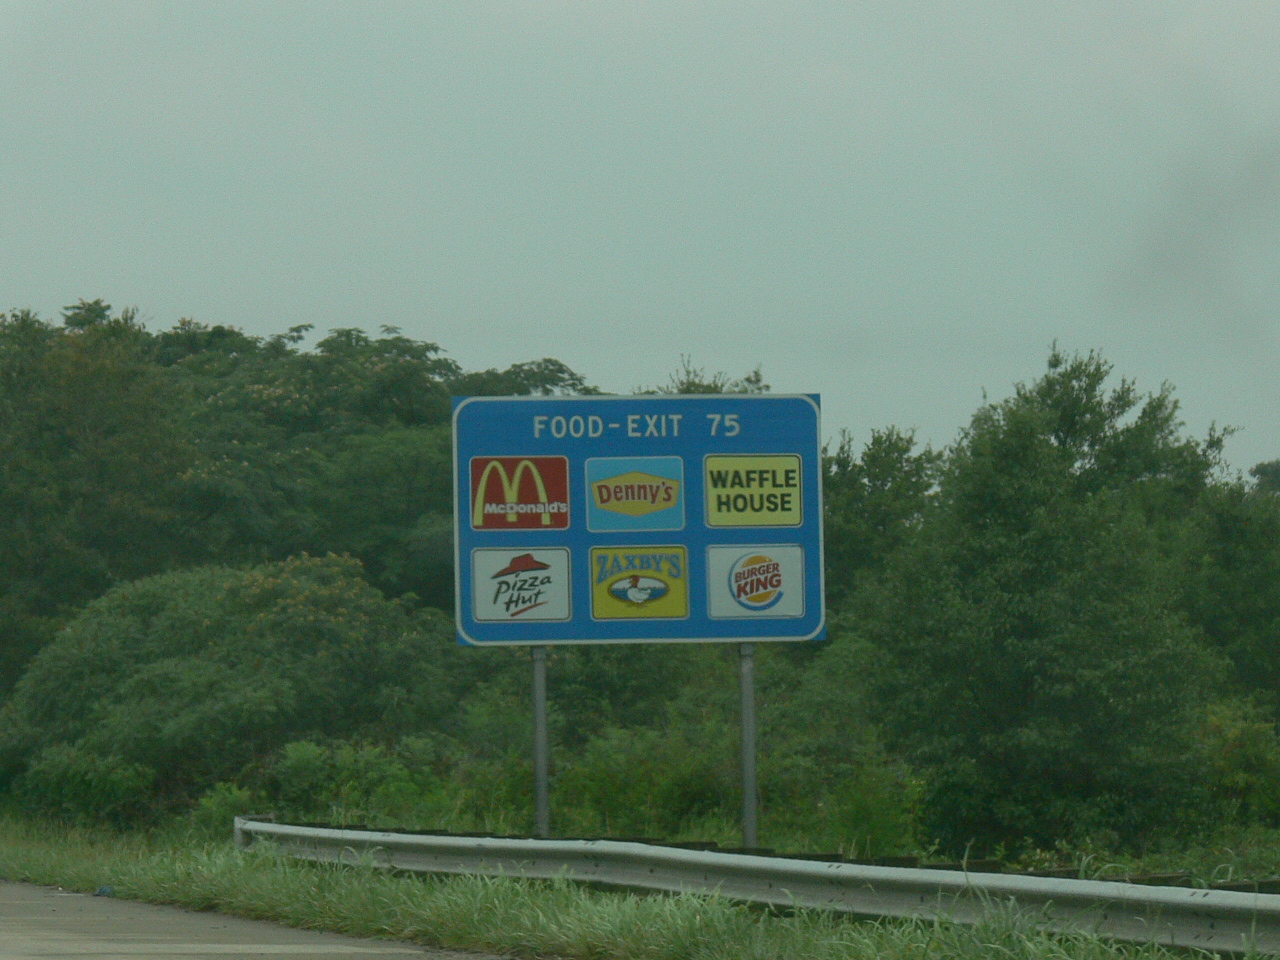 FOOD-EXIT 75
McDonald's
Denny's
WAFFLE
HOUSE
Pizza
Hut
ZAXBY'S
BURGER
KING